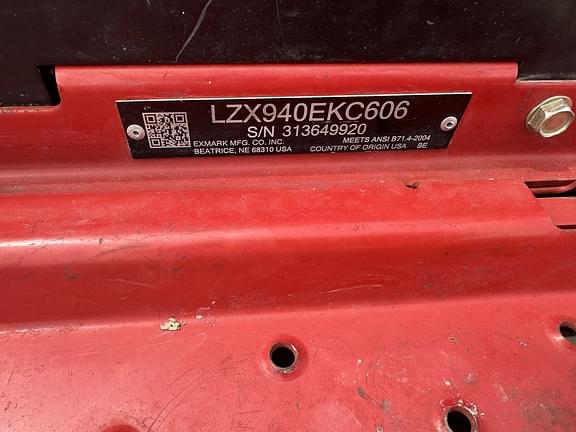 LZX940EKC606
S/N 313649920
EXMARK MFG. CO. INC. MEETS ANSI B71.4-2004
BEATRICE, NE 68310 USA COUNTRY OF ORIGIN USA BE